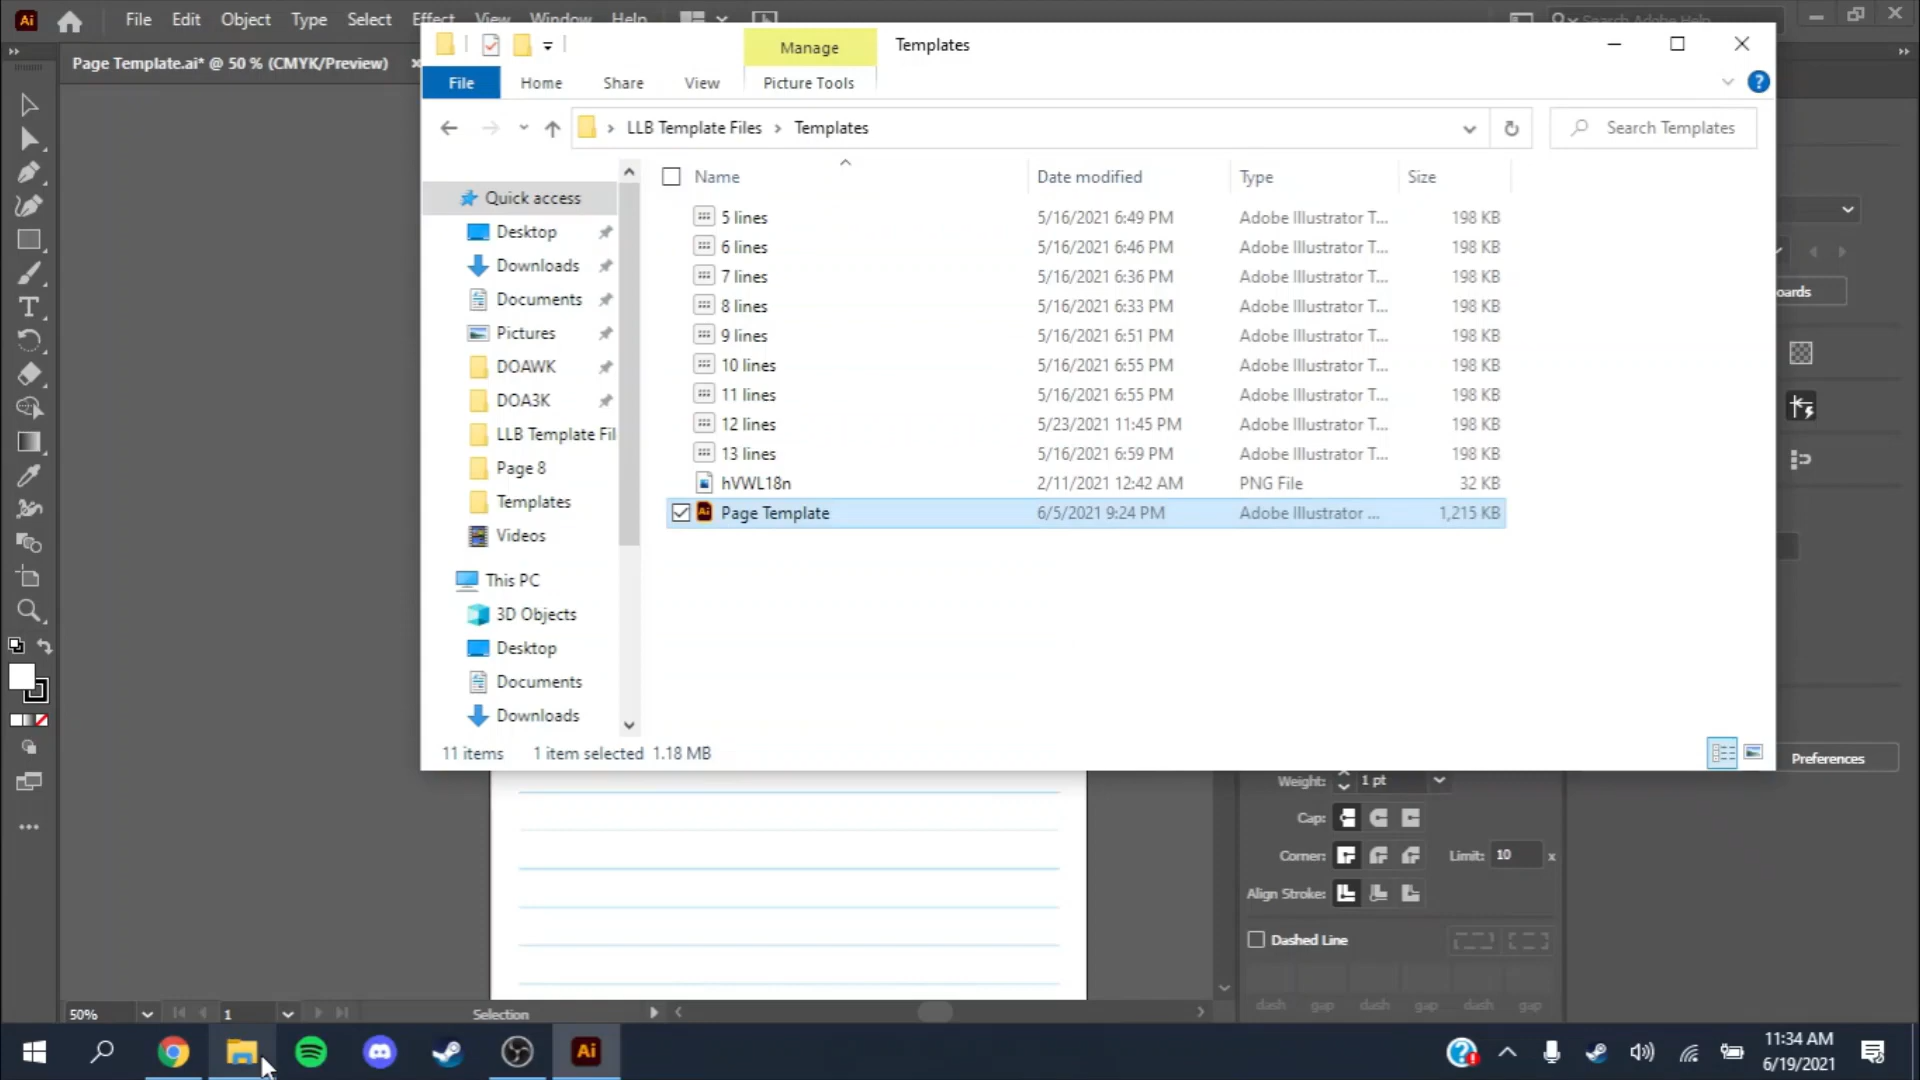 Ai File Edit Object Type Select Effect View Window Help Search Adobe Help
Page Template.ai* @ 50 % (CMYK/Preview) ×
Manage Templates
File Home Share View Picture Tools
LLB Template Files > Templates
Search Templates
Name Date modified Type Size
5 lines 5/16/2021 6:49 PM Adobe Illustrator T... 198 KB
6 lines 5/16/2021 6:46 PM Adobe Illustrator T... 198 KB
7 lines 5/16/2021 6:36 PM Adobe Illustrator T... 198 KB
8 lines 5/16/2021 6:33 PM Adobe Illustrator T... 198 KB
9 lines 5/16/2021 6:51 PM Adobe Illustrator T... 198 KB
10 lines 5/16/2021 6:55 PM Adobe Illustrator T... 198 KB
11 lines 5/16/2021 6:55 PM Adobe Illustrator T... 198 KB
12 lines 5/23/2021 11:45 PM Adobe Illustrator T... 198 KB
13 lines 5/16/2021 6:59 PM Adobe Illustrator T... 198 KB
hVWL18n 2/11/2021 12:42 AM PNG File 32 KB
Ai Page Template 6/5/2021 9:24 PM Adobe Illustrator ... 1,215 KB
Quick access
Desktop
Downloads
Documents
Pictures
DOAWK
DOA3K
LLB Template Fil
Page 8
Templates
Videos
This PC
3D Objects
Desktop
Documents
Downloads
11 items 1 item selected 1.18 MB
oards
Preferences
Weight: 1 pt
Cap:
Corner: Limit: 10 x
Align Stroke:
Dashed Line
dash gap dash gap dash gap
50% 1 Selection
Ai
11:34 AM
6/19/2021